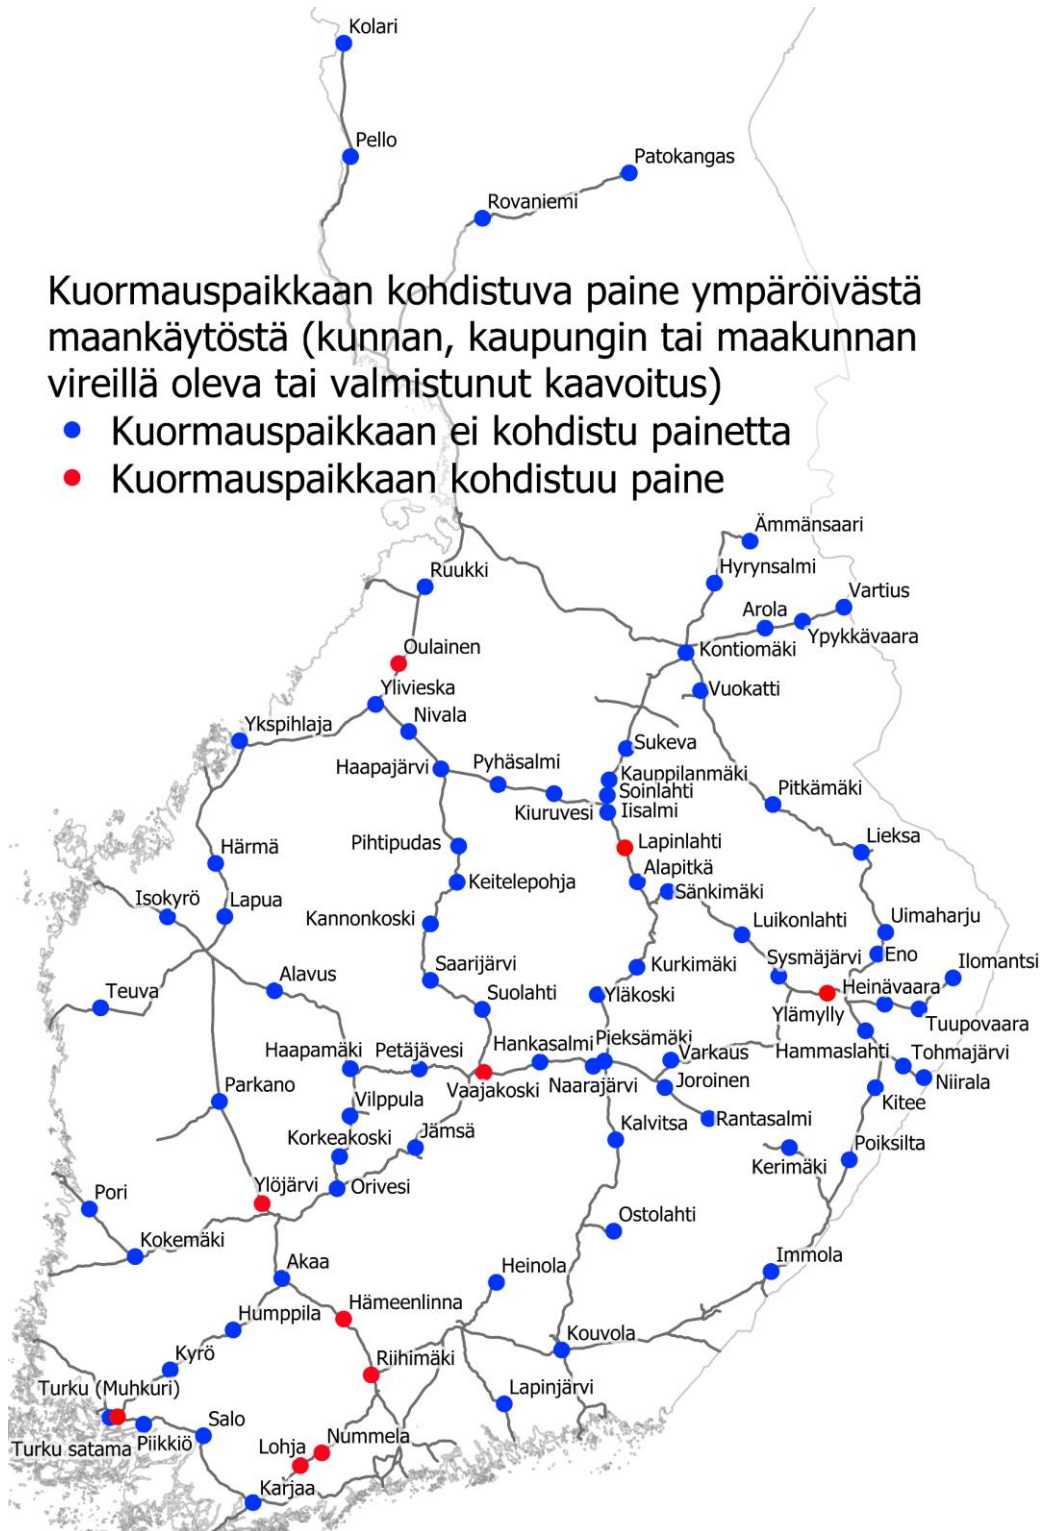 Kolari
Pello
Patokangas
Rovaniemi
Kuormauspaikkaan kohdistuva paine ympäröivästä
maankäytöstä (kunnan, kaupungin tai maakunnan
vireillä oleva tai valmistunut kaavoitus)
Kuormauspaikkaan ei kohdistu painetta
Kuormauspaikkaan kohdistuu paine
Ämmänsaari
Hyrynsalmi
Ruukki
Vartius
Arola
Ypykkävaara
Oulainen
Kontiomäki
Ylivieska
Vuokatti
Nivala
Ykspihlaja
Sukeva
Haapajärvi
Pyhäsalmi
Kauppilanmäki
Soinlahti
Kiuruvesi
Iisalmi
Pitkämäki
Lieksa
Lapinlahti
Pihtipudas
Härmä
Alapitkä
Keitelepohja
Sänkimäki
Isokyrö
Lapua
Kannonkoski
Luikonlahti
Uimaharju
Eno
Ilomantsi
Sysmäjärvi
Saarijärvi
Kurkimäki
Alavus
Heinävaara
Teuva
Suolahti
Yläkoski
Ylämylly
Tuupovaara
Haapamäki
Petäjävesi
Hankasalmi
Pieksämäki
Varkaus
Hammaslahti
Tohmajärvi
Niirala
Parkano
Vaajakoski
Naarajärvi
Joroinen
Kitee
Vilppula
Rantasalmi
Korkeakoski
Jämsä
Kalvitsa
Poiksilta
Kerimäki
Ylöjärvi
Orivesi
Pori
Ostolahti
Kokemäki
Immola
Akaa
Heinola
Hämeenlinna
Humppila
Kouvola
Kyrö
Riihimäki
Turku (Muhkuri)
Lapinjärvi
Salo
Nummela
Turku satama
Piikkiö
Lohja
Karjaa